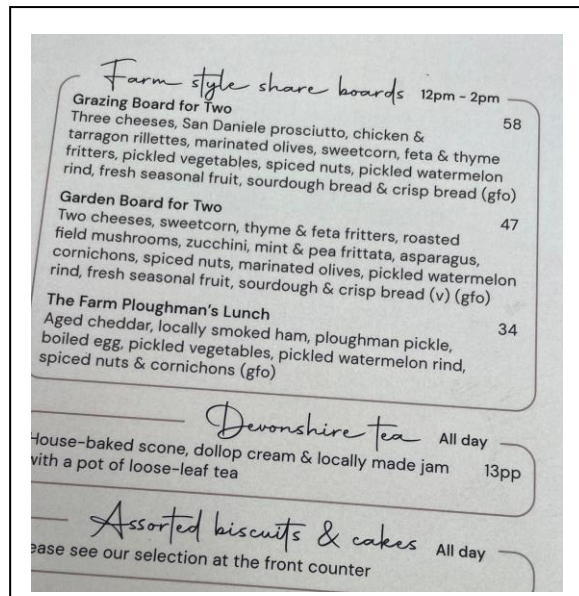 Farm style share boards 12pm - 2pm
Grazing Board for Two 58
Three cheeses, San Daniele prosciutto, chicken &
tarragon rillettes, marinated olives, sweetcorn, feta & thyme
fritters, pickled vegetables, spiced nuts, pickled watermelon
rind, fresh seasonal fruit, sourdough bread & crisp bread (gfo)
Garden Board for Two 47
Two cheeses, sweetcorn, thyme & feta fritters, roasted
field mushrooms, zucchini, mint & pea frittata, asparagus,
cornichons, spiced nuts, marinated olives, pickled watermelon
rind, fresh seasonal fruit, sourdough & crisp bread (v) (gfo)
The Farm Ploughman's Lunch 34
Aged cheddar, locally smoked ham, ploughman pickle,
boiled egg, pickled vegetables, pickled watermelon rind,
spiced nuts & cornichons (gfo)
Devonshire tea All day
House-baked scone, dollop cream & locally made jam 13pp
with a pot of loose-leaf tea
Assorted biscuits & cakes All day
ease see our selection at the front counter